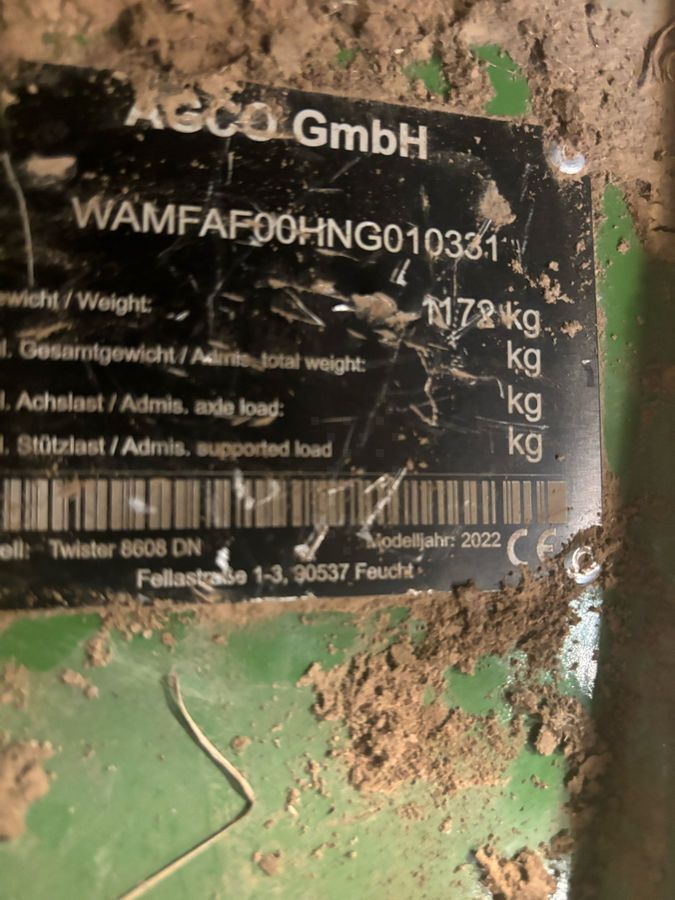 AGCO GmbH
WAMFAF00HNG010331
ewicht / Weight: 1172 kg
l. Gesamtgewicht / Admis. total weight: kg
l. Achslast / Admis. axle load: kg
l. Stützlast / Admis. supported load kg
ell: Twister 8608 DN Modelljahr: 2022 CE
Fellastraße 1-3, 90537 Feucht